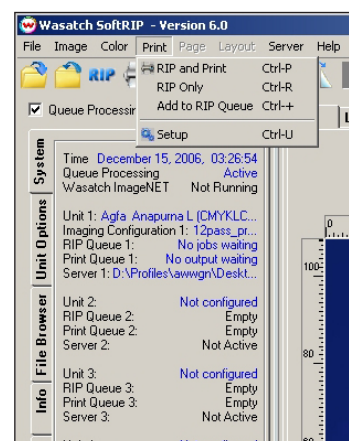 Wasatch SoftRIP - Version 6.0
File Image Color Print Page Layout Server Help
RIP
RIP and Print Ctrl-P
RIP Only Ctrl-R
Add to RIP Queue Ctrl-+
Setup Ctrl-U
Queue Processin
L
System
Unit Options
File Browser
Info
Time December 15, 2006, 03:26:54
Queue Processing Active
Wasatch ImageNET Not Running
Unit 1: Agfa Anapurna L (CMYKLC...
Imaging Configuration 1: 12pass_pr...
RIP Queue 1: No jobs waiting
Print Queue 1: No output waiting
Server 1: D:\Profiles\awwgn\Deskt...
Unit 2: Not configured
RIP Queue 2: Empty
Print Queue 2: Empty
Server 2: Not Active
Unit 3: Not configured
RIP Queue 3: Empty
Print Queue 3: Empty
Server 3: Not Active
0
100
80